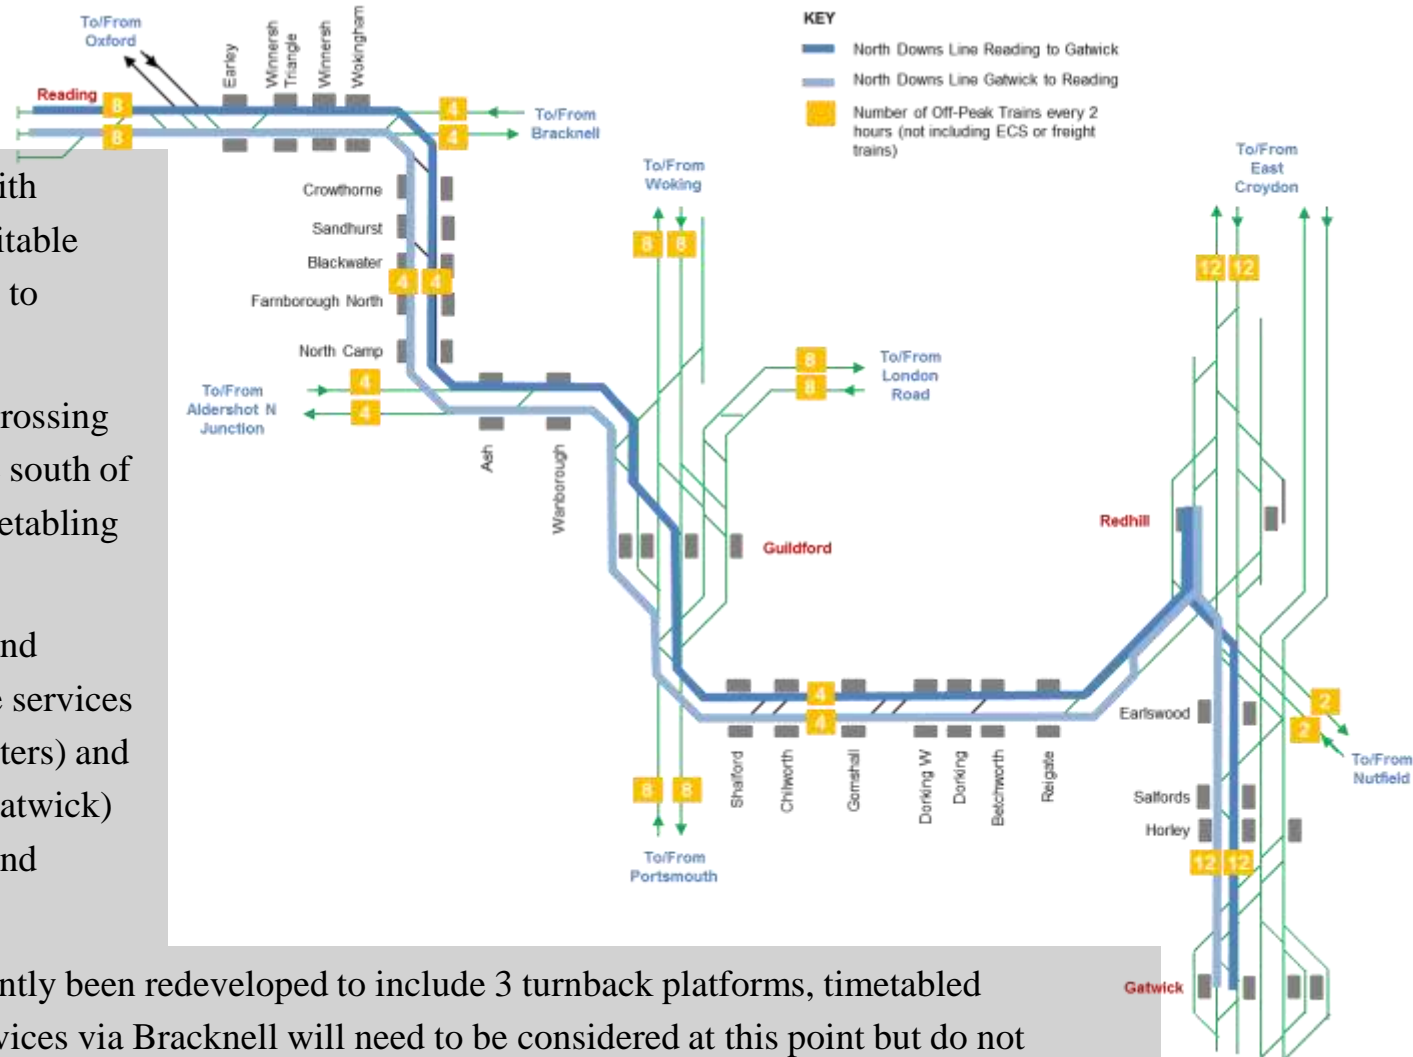 To/From
Oxford
Earley
Winnersh
Triangle
Winnersh
Wokingham
KEY
North Downs Line Reading to Gatwick
North Downs Line Gatwick to Reading
Number of Off-Peak Trains every 2
hours (not including ECS or freight
trains)
Reading
8
8
4
4
To/From
Bracknell
To/From
Woking
To/From
East
Croydon
Crowthorne
Sandhurst
Blackwater
Farnborough North
North Camp
4
4
8
8
12
12
To/From
Aldershot N
Junction
4
4
8
8
To/From
London
Road
Ash
Wanborough
Guildford
Redhill
4
4
Shalford
Chilworth
Gomshall
Dorking W
Dorking
Betchworth
Reigate
8
8
To/From
Portsmouth
Earlswood
Salfords
Horley
2
2
To/From
Nutfield
12
12
Gatwick
ith
itable
to
rossing
south of
etabling
nd
e services
ters) and
atwick)
nd
ntly been redeveloped to include 3 turnback platforms, timetabled
vices via Bracknell will need to be considered at this point but do not